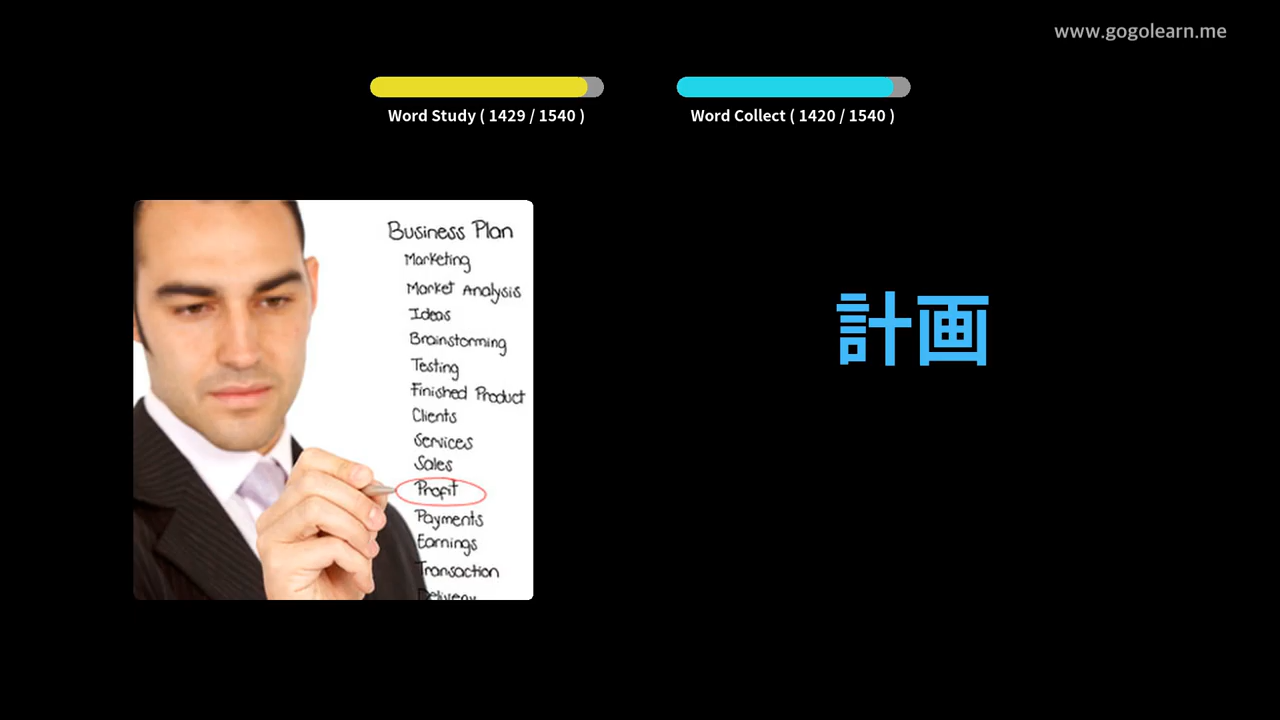 www.gogolearn.me
Word Study ( 1429 / 1540 )
Word Collect ( 1420 / 1540 )
Business Plan
Marketing
Market Analysis
Ideas
Brainstorming
Testing
Finished Product
Clients
Services
Sales
Profit
Payments
Earnings
Transaction
Delivery
計画